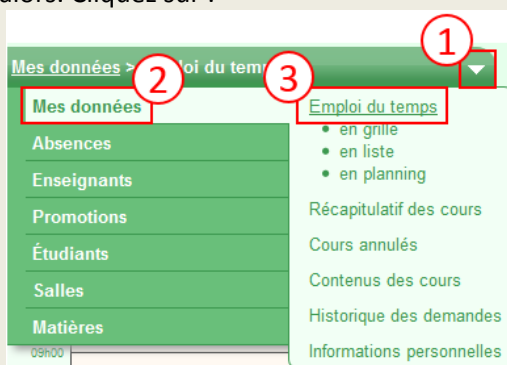 alors. Cliquez sur :
1
Mes données > Emploi du temp
2
3
Mes données
Absences
Enseignants
Promotions
Étudiants
Salles
Matières
09h00
Emploi du temps
• en grille
• en liste
• en planning
Récapitulatif des cours
Cours annulés
Contenus des cours
Historique des demandes
Informations personnelles